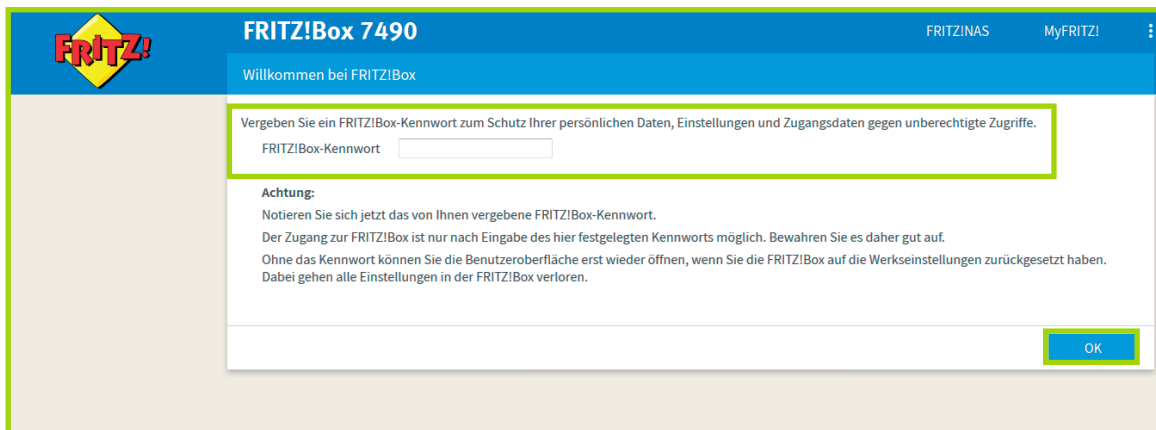 FRITZ!
FRITZ!Box 7490
FRITZ!NAS
MyFRITZ!
Willkommen bei FRITZ!Box
Vergeben Sie ein FRITZ!Box-Kennwort zum Schutz Ihrer persönlichen Daten, Einstellungen und Zugangsdaten gegen unberechtigte Zugriffe.
FRITZ!Box-Kennwort
Achtung:
Notieren Sie sich jetzt das von Ihnen vergebene FRITZ!Box-Kennwort.
Der Zugang zur FRITZ!Box ist nur nach Eingabe des hier festgelegten Kennworts möglich. Bewahren Sie es daher gut auf.
Ohne das Kennwort können Sie die Benutzeroberfläche erst wieder öffnen, wenn Sie die FRITZ!Box auf die Werkseinstellungen zurückgesetzt haben.
Dabei gehen alle Einstellungen in der FRITZ!Box verloren.
OK